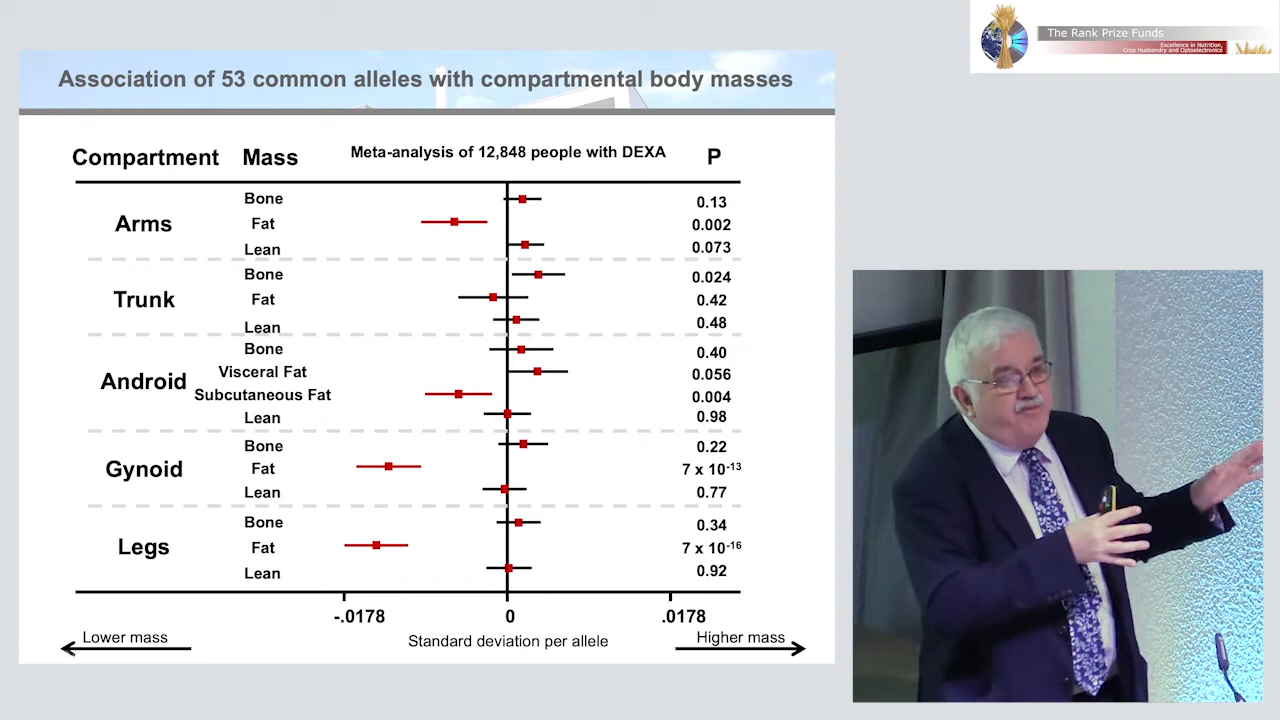 The Rank Prize Funds
Excellence in Nutrition,
Crop Husbandry and Optoelectronics
Association of 53 common alleles with compartmental body masses
Compartment Mass Meta-analysis of 12,848 people with DEXA P
Arms
Bone 0.13
Fat 0.002
Lean 0.073
Trunk
Bone 0.024
Fat 0.42
Lean 0.48
Android
Bone 0.40
Visceral Fat 0.056
Subcutaneous Fat 0.004
Lean 0.98
Gynoid
Bone 0.22
Fat 7 x 10-13
Lean 0.77
Legs
Bone 0.34
Fat 7 x 10-16
Lean 0.92
-.0178 0 .0178
Lower mass Standard deviation per allele Higher mass